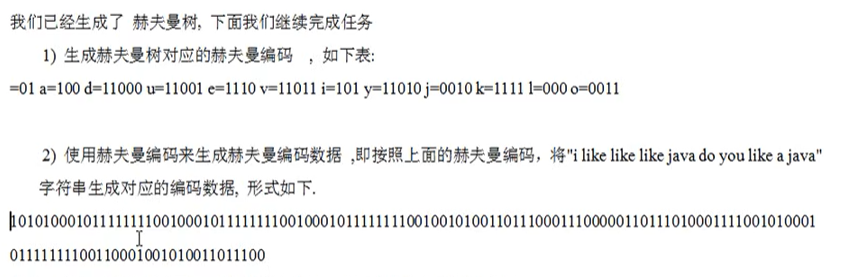 我们已经生成了 赫夫曼树, 下面我们继续完成任务
1) 生成赫夫曼树对应的赫夫曼编码 , 如下表:
=01 a=100 d=11000 u=11001 e=1110 v=11011 i=101 y=11010 j=0010 k=1111 l=000 o=0011
2) 使用赫夫曼编码来生成赫夫曼编码数据 ,即按照上面的赫夫曼编码，将"i like like like java do you like a java"
字符串生成对应的编码数据, 形式如下.
10101000101111111100100010111111110010001011111111001001010011011100011100000110111010001111001010001
01111111100110001001010011011100